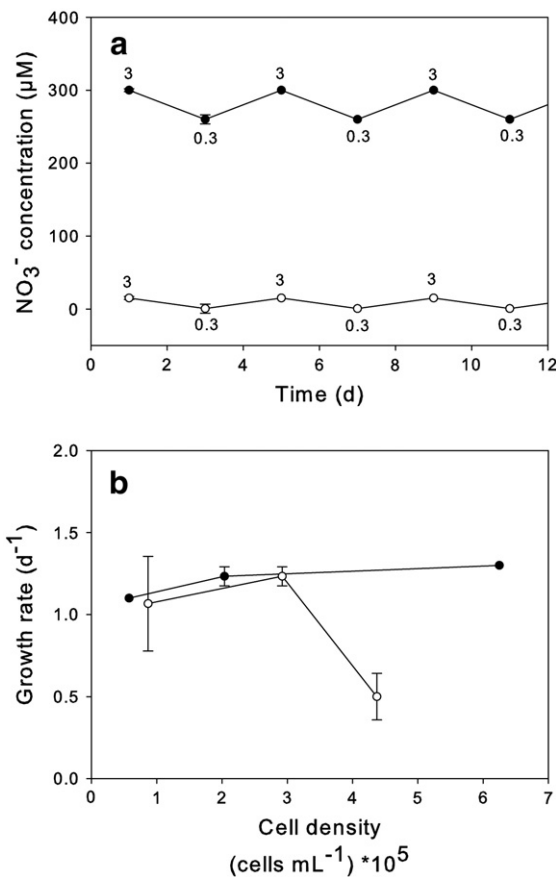 a
400
300
200
100
0
NO₃⁻ concentration (µM)
3 3 3
0.3 0.3 0.3
3 3 3
0.3 0.3 0.3
0 2 4 6 8 10 12
Time (d)
b
2.0
1.5
1.0
0.5
0.0
Growth rate (d⁻¹)
0 1 2 3 4 5 6 7
Cell density
(cells mL⁻¹) *10⁵